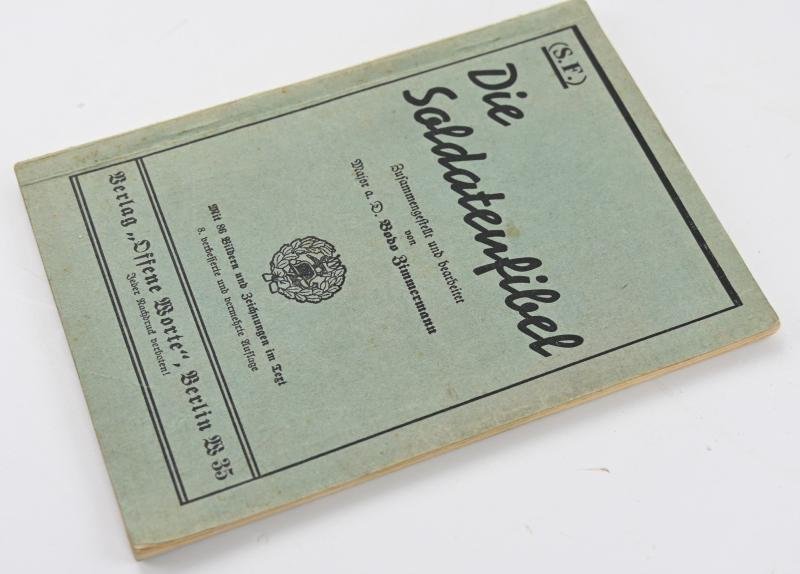 (S.F.)
Die
Soldatenfibel
Zusammengestellt und bearbeitet
von
Major a. D. Bodo Zimmermann
Mit 86 Bildern und Zeichnungen im Text
8. verbesserte und vermehrte Auflage
Verlag „Offene Worte“, Berlin W 35
Jeder Nachdruck verboten!